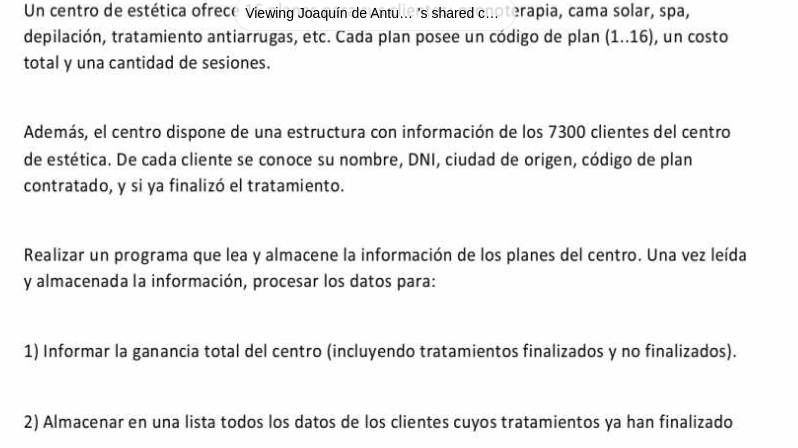 Un centro de estética ofrece
Viewing Joaquín de Antu... 's shared c...
erapia, cama solar, spa,
depilación, tratamiento antiarrugas, etc. Cada plan posee un código de plan (1..16), un costo
total y una cantidad de sesiones.
Además, el centro dispone de una estructura con información de los 7300 clientes del centro
de estética. De cada cliente se conoce su nombre, DNI, ciudad de origen, código de plan
contratado, y si ya finalizó el tratamiento.
Realizar un programa que lea y almacene la información de los planes del centro. Una vez leída
y almacenada la información, procesar los datos para:
1) Informar la ganancia total del centro (incluyendo tratamientos finalizados y no finalizados).
2) Almacenar en una lista todos los datos de los clientes cuyos tratamientos ya han finalizado